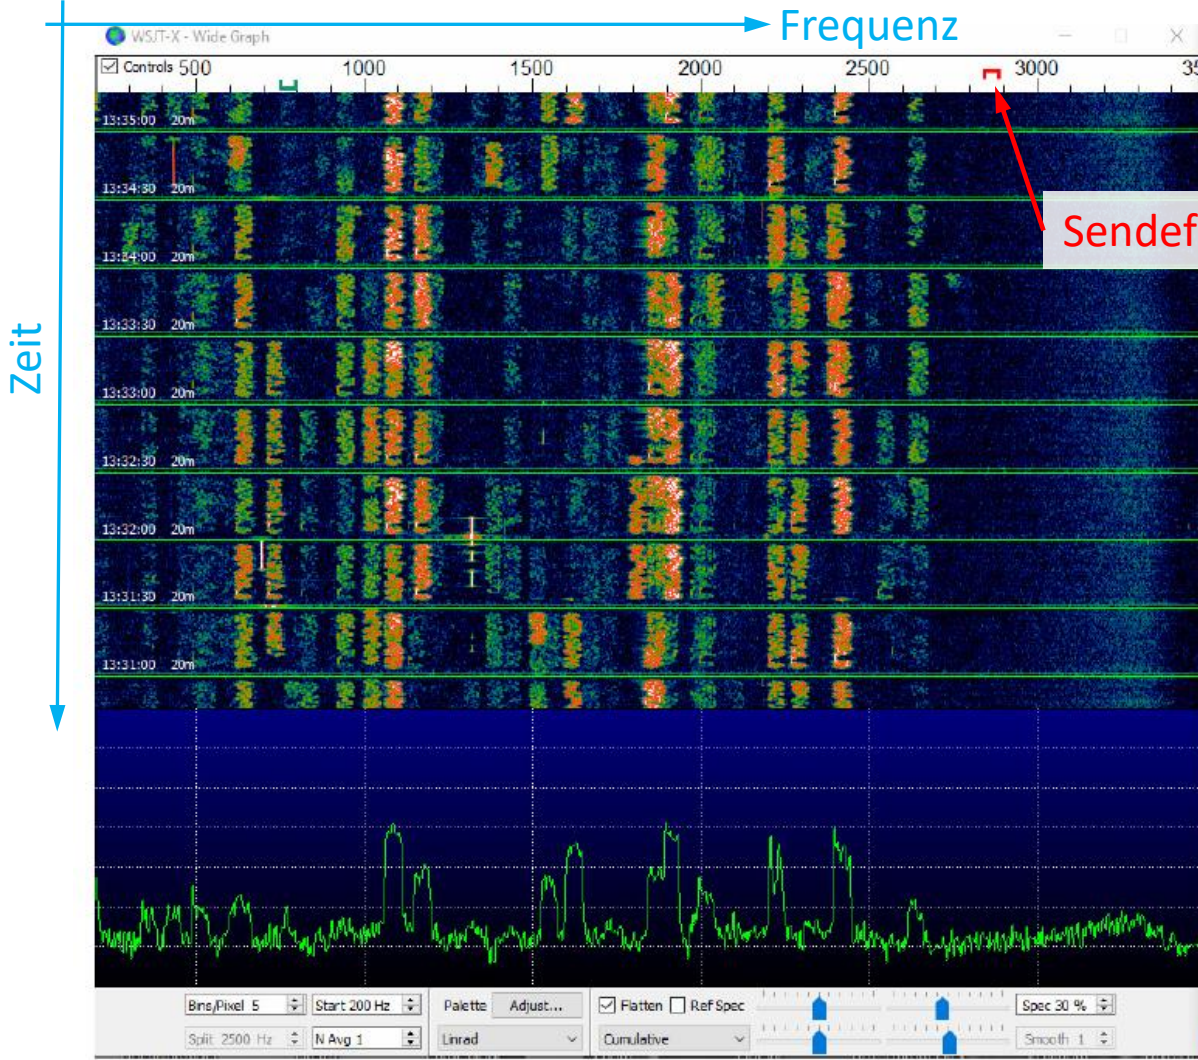 Frequenz
WSJT-X - Wide Graph
Controls 500 1000 1500 2000 2500 3000 35
13:35:00 20m
13:34:30 20m
Sendef
13:34:00 20m
13:33:30 20m
Zeit
13:33:00 20m
13:32:30 20m
13:32:00 20m
13:31:30 20m
13:31:00 20m
Bins/Pixel 5 Start 200 Hz Palette Adjust... Flatten Ref Spec Spec 30 %
Split 2500 Hz N Avg 1 Linrad Cumulative Smooth 1